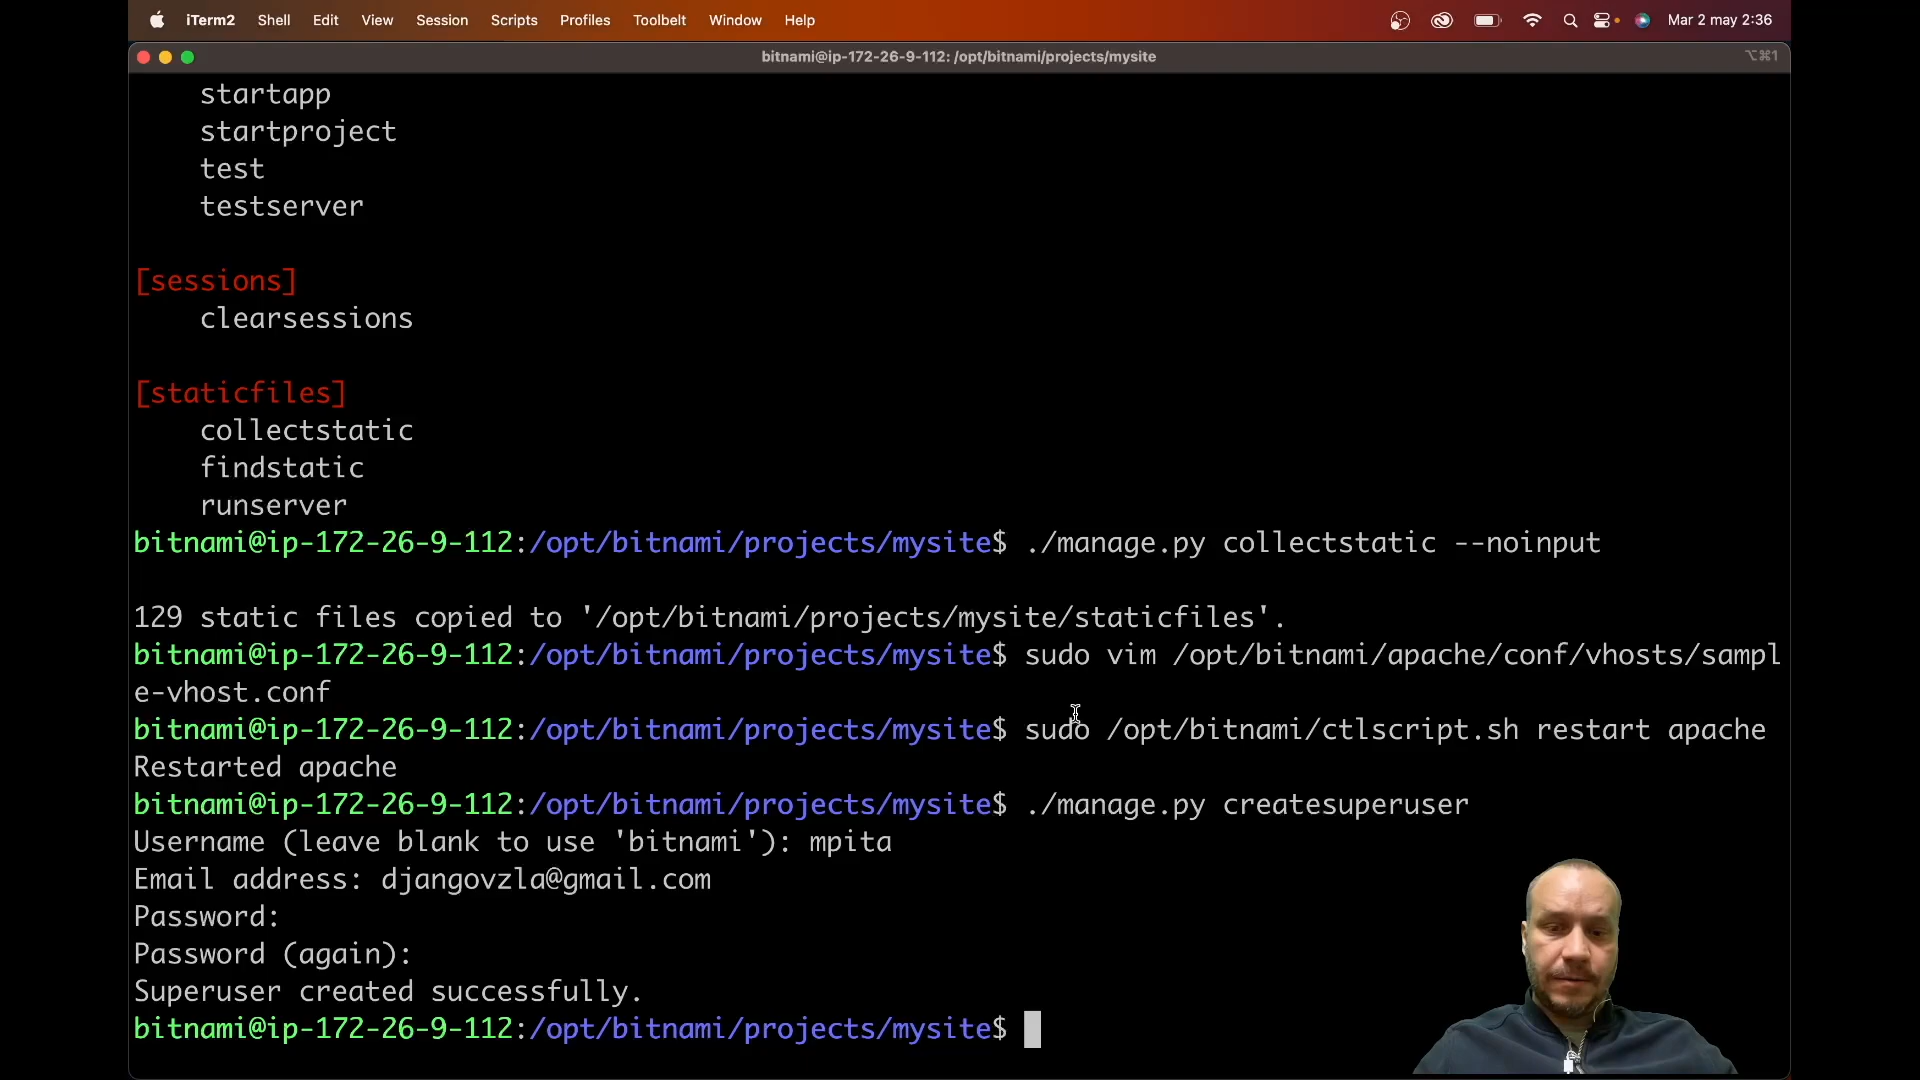 iTerm2 Shell Edit View Session Scripts Profiles Toolbelt Window Help Mar 2 may 2:36
bitnami@ip-172-26-9-112: /opt/bitnami/projects/mysite ⌥⌘1
startapp
startproject
test
testserver
[sessions]
clearsessions
[staticfiles]
collectstatic
findstatic
runserver
bitnami@ip-172-26-9-112:/opt/bitnami/projects/mysite$ ./manage.py collectstatic --noinput
129 static files copied to '/opt/bitnami/projects/mysite/staticfiles'.
bitnami@ip-172-26-9-112:/opt/bitnami/projects/mysite$ sudo vim /opt/bitnami/apache/conf/vhosts/sampl
e-vhost.conf
bitnami@ip-172-26-9-112:/opt/bitnami/projects/mysite$ sudo /opt/bitnami/ctlscript.sh restart apache
Restarted apache
bitnami@ip-172-26-9-112:/opt/bitnami/projects/mysite$ ./manage.py createsuperuser
Username (leave blank to use 'bitnami'): mpita
Email address: djangovzla@gmail.com
Password:
Password (again):
Superuser created successfully.
bitnami@ip-172-26-9-112:/opt/bitnami/projects/mysite$